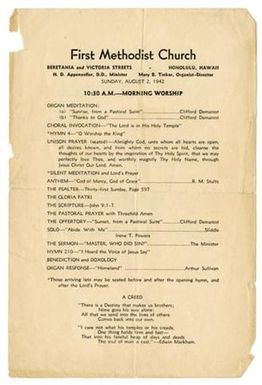 First Methodist Church
BERETANIA and VICTORIA STREETS - HONOLULU, HAWAII
H. D. Appenzeller, D.D., Minister Mary B. Tinker, Organist-Director
SUNDAY, AUGUST 2, 1942
10:30 A.M.—MORNING WORSHIP
ORGAN MEDITATION:
(a) "Sunrise, from a Pastoral Suite" Clifford Demarest
(b) "Thanks to God" Clifford Demarest
CHORAL INVOCATION—"The Lord is in His Holy Temple"
*HYMN 4—"O Worship the King"
UNISON PRAYER (seated)—Almighty God, unto whom all hearts are open,
all desires known, and from whom no secrets are hid, cleanse the
thoughts of our hearts by the inspiration of Thy Holy Spirit, that we may
perfectly love Thee, and worthily magnify Thy Holy Name, through
Jesus Christ Our Lord. Amen.
*SILENT MEDITATION and Lord's Prayer
ANTHEM—"God of Mercy, God of Grace" R. M. Stults
THE PSALTER—Thirty-first Sunday, Page 597
THE GLORIA PATRI
THE SCRIPTURE—John 9:1-7
THE PASTORAL PRAYER with Threefold Amen
THE OFFERTORY—"Sunset, from a Pastoral Suite" Clifford Demarest
SOLO—"Abide With Me"
Irene T. Powers
THE SERMON—"MASTER, WHO DID SIN?" The Minister
HYMN 210—"I Heard the Voice of Jesus Say"
BENEDICTION and DOXOLOGY
ORGAN RESPONSE—"Homeland" Arthur Sullivan
*Those arriving late may be seated before and after the opening hymn, and
after the Lord's Prayer.
A CREED
"There is a Destiny that makes us brothers;
None goes his way alone:
All that we send into the lives of others
Comes back into our own.
"I care not what his temples or his creeds,
One thing holds firm and fast—
That into his fateful heap of days and deeds
The soul of man is cast."—Edwin Markham.